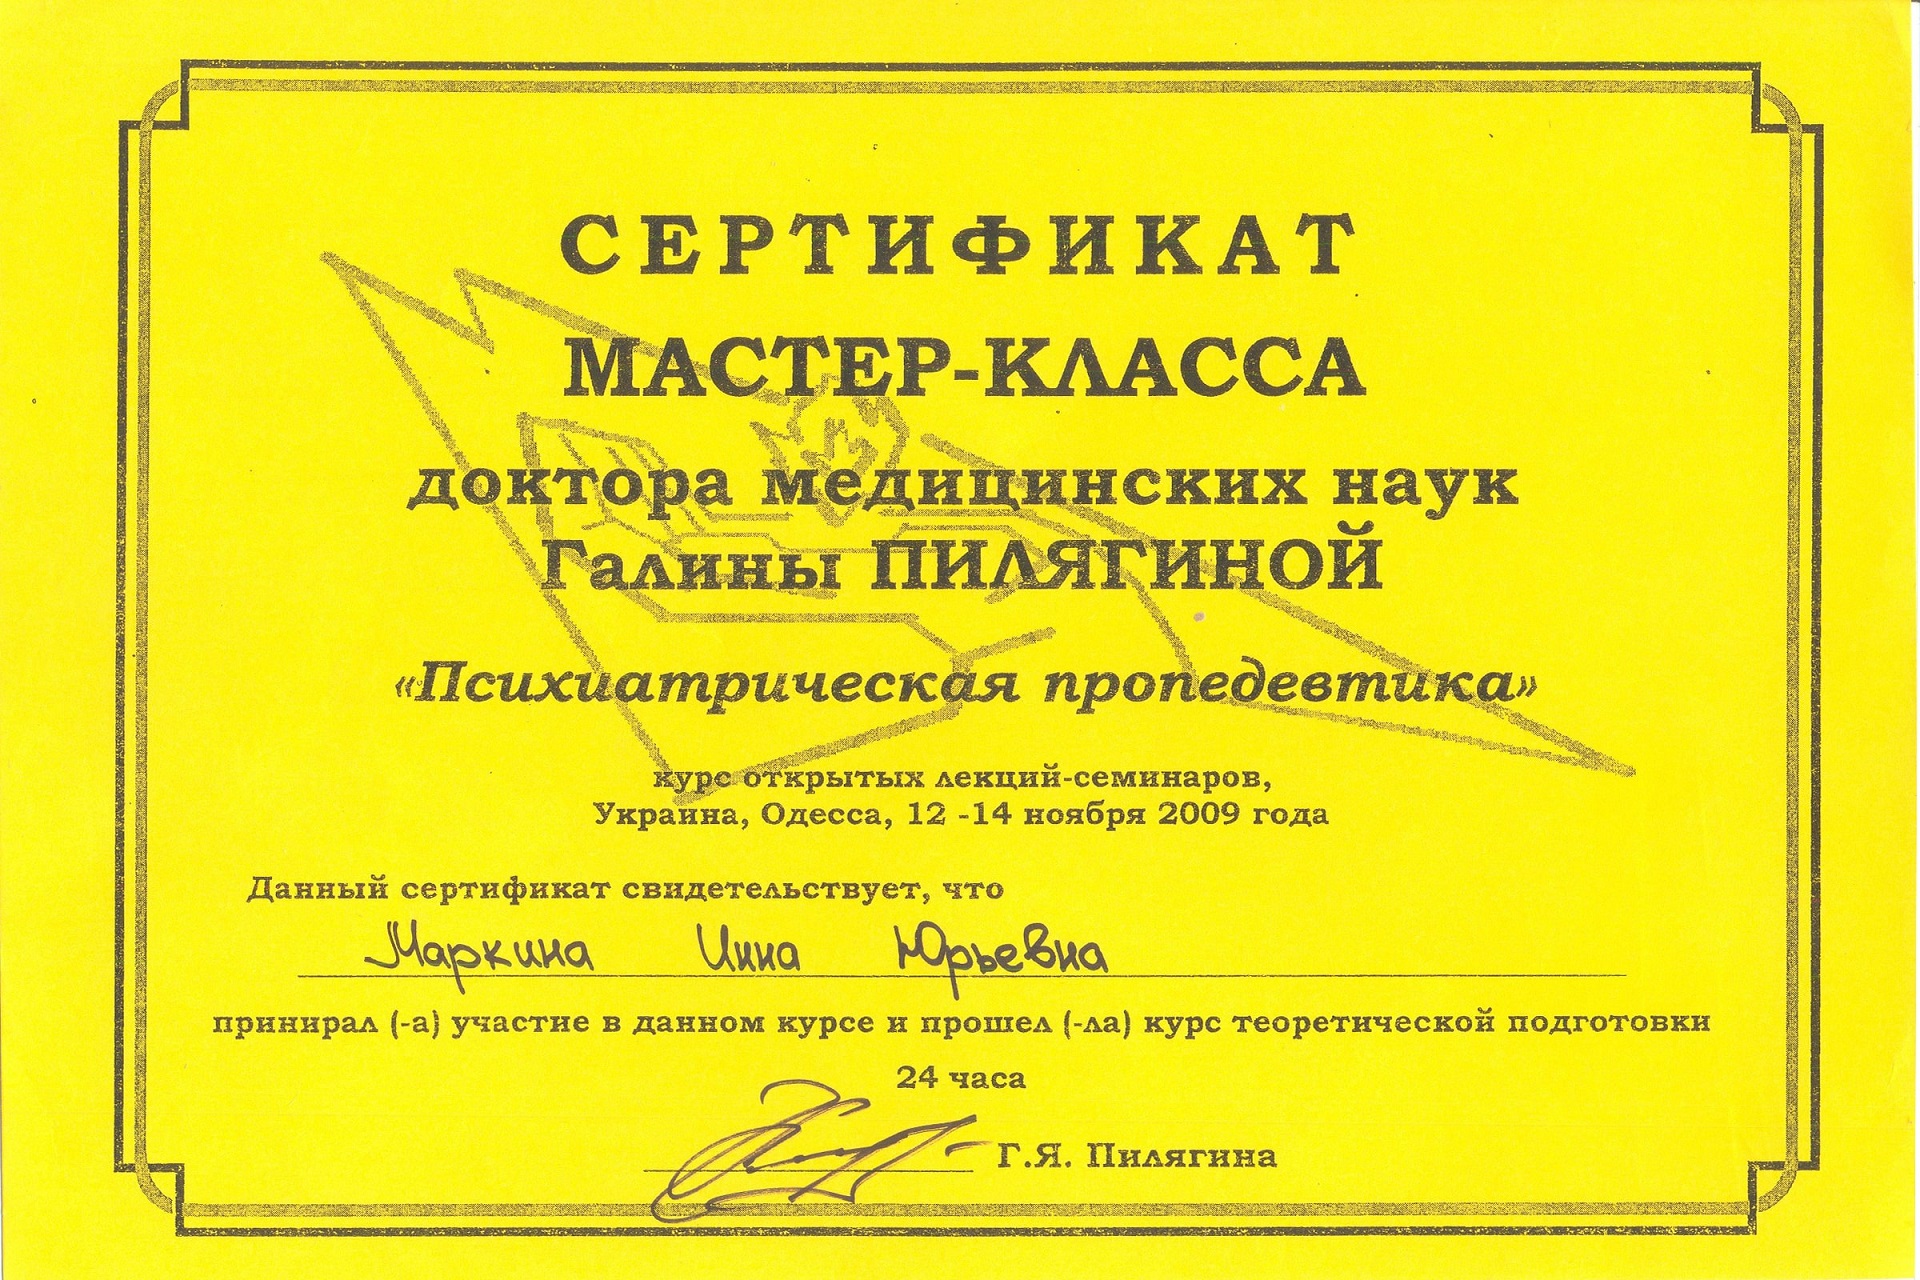 СЕРТИФИКАТ
МАСТЕР-КЛАССА
доктора медицинских наук
Галины ПИЛЯГИНОЙ
«Психиатрическая пропедевтика»
курс открытых лекций-семинаров,
Украина, Одесса, 12 -14 ноября 2009 года
Данный сертификат свидетельствует, что
Маркина Инна Юрьевна
принирал (-а) участие в данном курсе и прошел (-ла) курс теоретической подготовки
24 часа
Г.Я. Пилягина